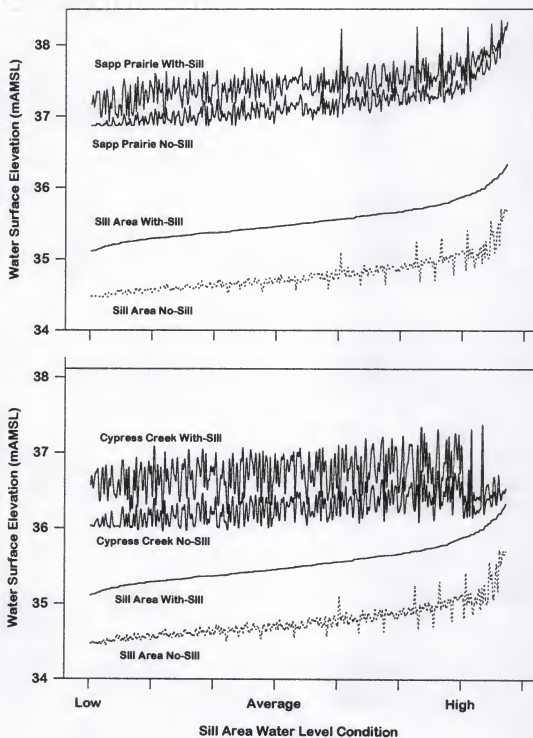 Water Surface Elevation (mAMSL)
38
37
36
35
34
Sapp Prairie With-Sill
Sapp Prairie No-Sill
Sill Area With-Sill
Sill Area No-Sill
Water Surface Elevation (mAMSL)
38
37
36
35
34
Cypress Creek With-Sill
Cypress Creek No-Sill
Sill Area With-Sill
Sill Area No-Sill
Low Average High
Sill Area Water Level Condition